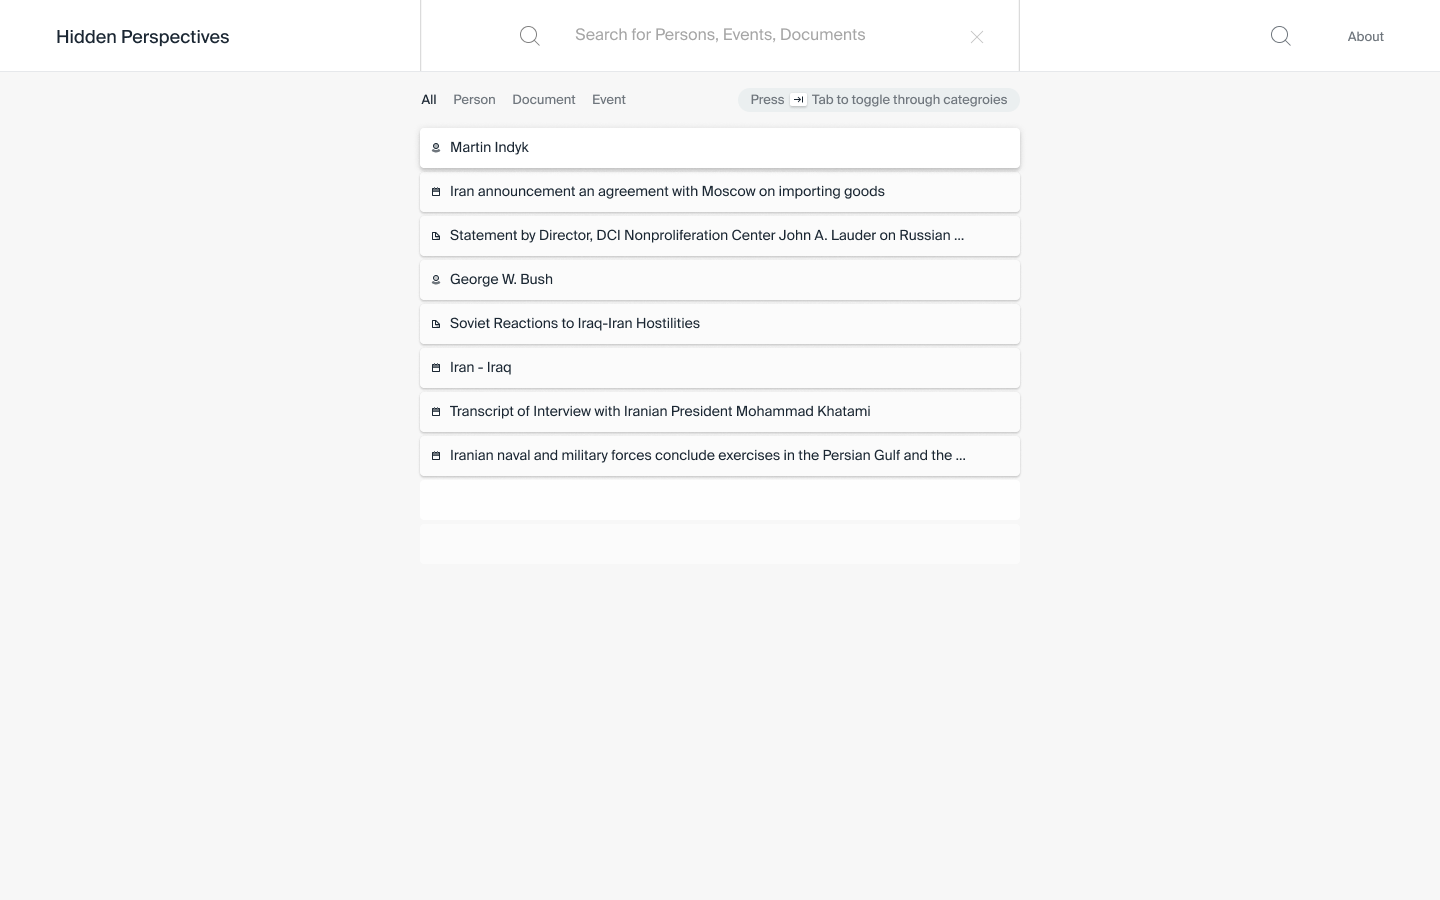 Hidden Perspectives
Search for Persons, Events, Documents
About
All Person Document Event
Press Tab to toggle through categroies
Martin Indyk
Iran announcement an agreement with Moscow on importing goods
Statement by Director, DCI Nonproliferation Center John A. Lauder on Russian ...
George W. Bush
Soviet Reactions to Iraq-Iran Hostilities
Iran - Iraq
Transcript of Interview with Iranian President Mohammad Khatami
Iranian naval and military forces conclude exercises in the Persian Gulf and the ...